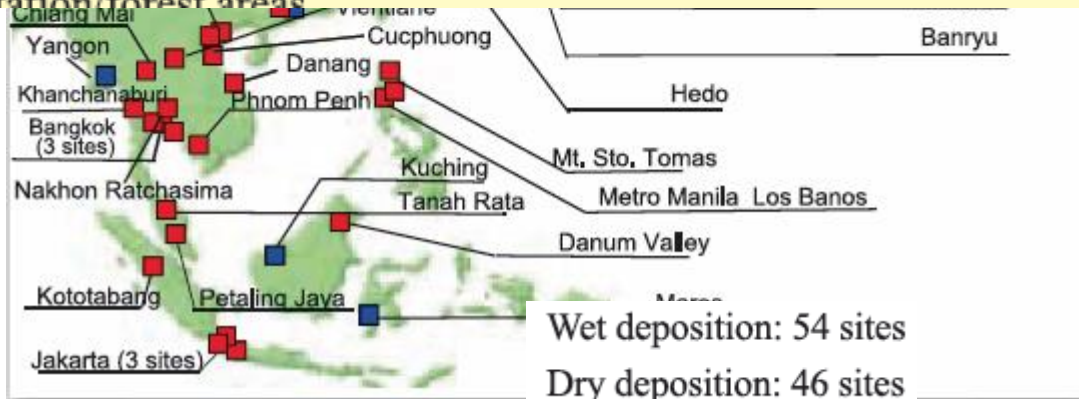 forest areas
Chiang Mai
Vientiane
Cucphuong
Banryu
Yangon
Danang
Hedo
Khanchanaburi
Phnom Penh
Bangkok
(3 sites)
Mt. Sto. Tomas
Kuching
Nakhon Ratchasima
Tanah Rata
Metro Manila Los Banos
Danum Valley
Kototabang
Petaling Jaya
Jakarta (3 sites)
Wet deposition: 54 sites
Dry deposition: 46 sites